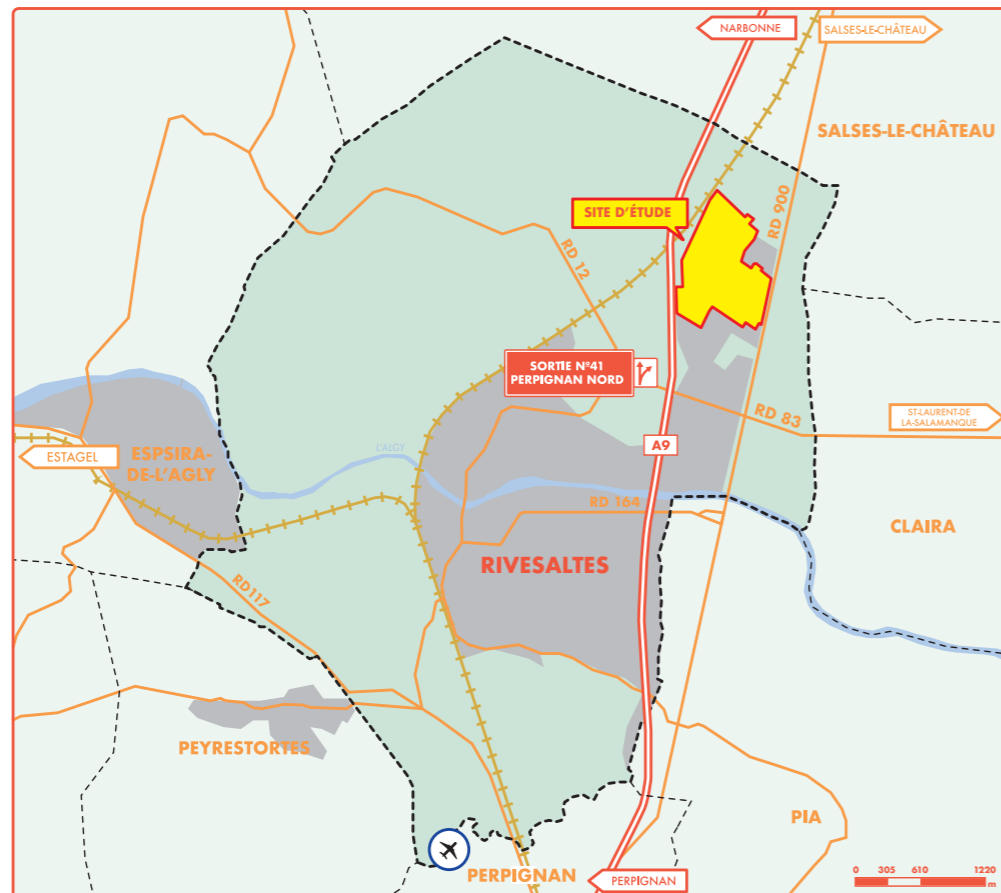 NARBONNE
SALSES-LE-CHÂTEAU
SALSES-LE-CHÂTEAU
SITE D'ÉTUDE
RD 900
RD 12
SORTIE Nº41
PERPIGNAN NORD
RD 83
ST-LAURENT-DE
LA-SALAMANQUE
A9
ESPSIRA-
DE-L'AGLY
ESTAGEL
L'ALGY
RD 164
CLAIRA
RIVESALTES
RD117
PEYRESTORTES
PIA
PERPIGNAN
PERPIGNAN
0 305 610 1220
m